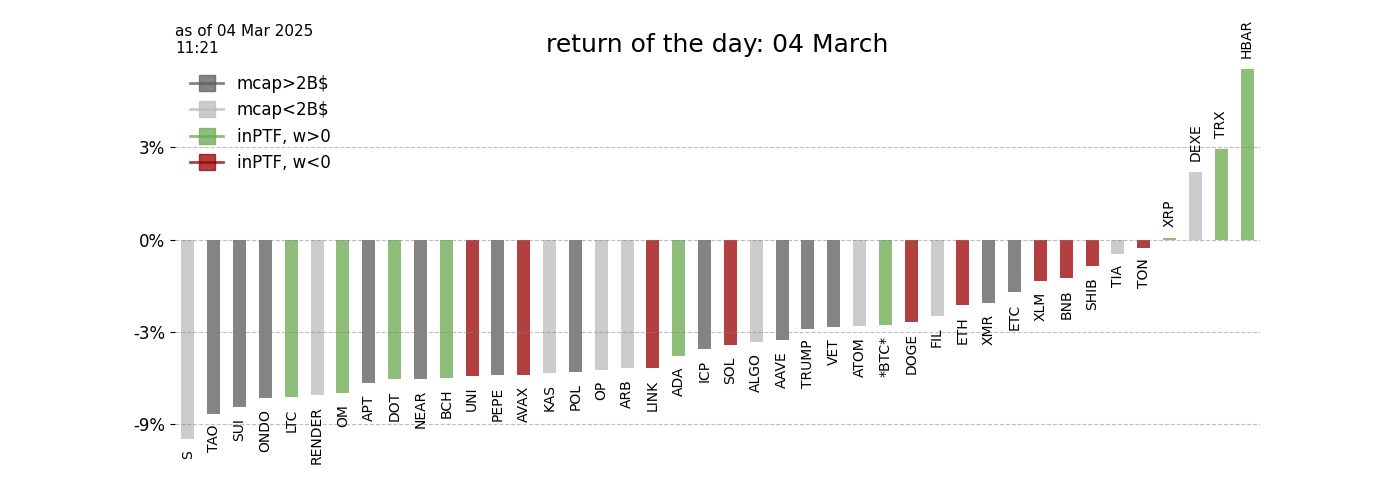 as of 04 Mar 2025
11:21
return of the day: 04 March
mcap>2B$
mcap<2B$
inPTF, w>0
inPTF, w<0
3%
0%
-3%
-9%
S
TAO
SUI
ONDO
LTC
RENDER
OM
APT
DOT
NEAR
BCH
UNI
PEPE
AVAX
KAS
POL
OP
ARB
LINK
ADA
ICP
SOL
ALGO
AAVE
TRUMP
VET
ATOM
*BTC*
DOGE
FIL
ETH
XMR
ETC
XLM
BNB
SHIB
TIA
TON
XRP
DEXE
TRX
HBAR